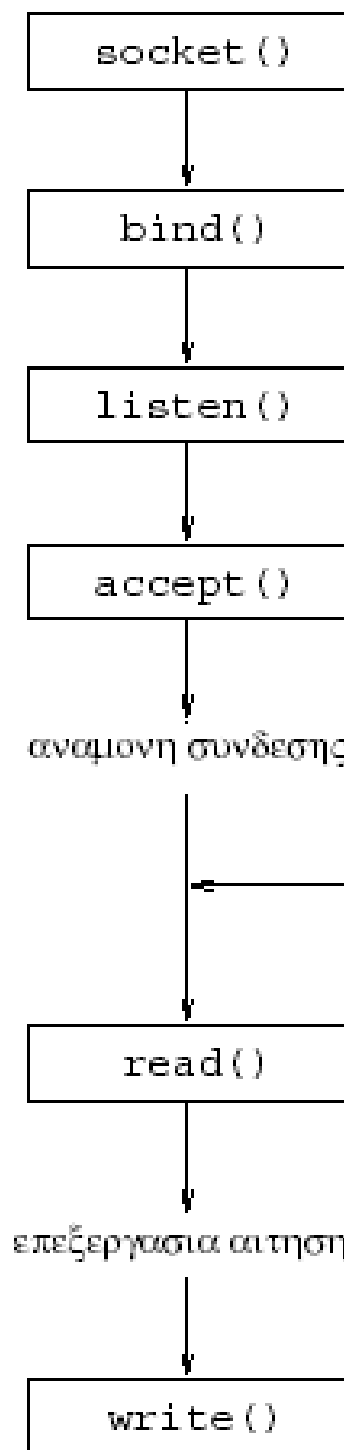 socket()
bind()
listen()
accept()
αναμονη συνδεσης
read()
επεξεργασια αιτηση
write()